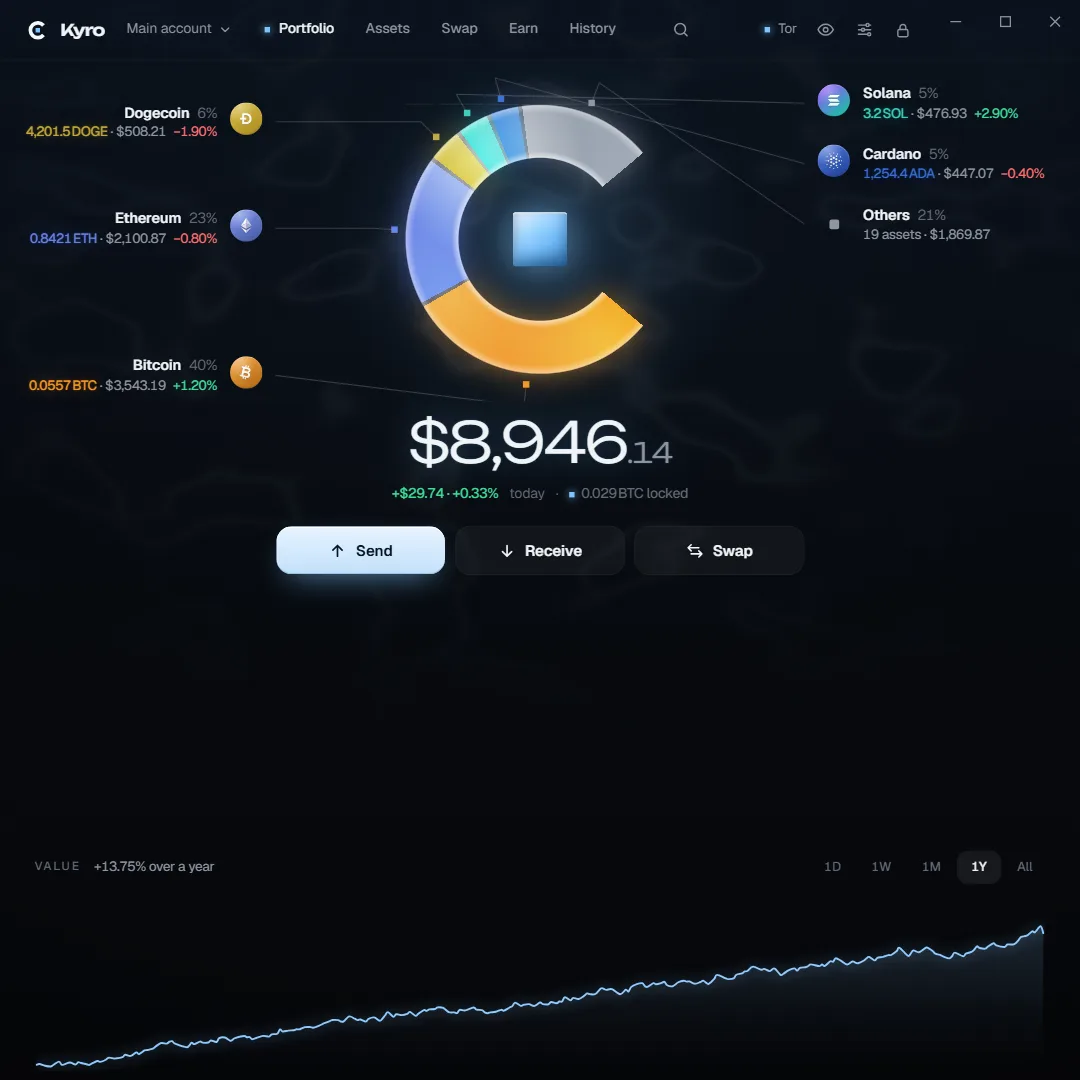 Kyro Main account Portfolio Assets Swap Earn History Tor
Dogecoin 6%
4,201.5 DOGE · $508.21 −1.90%
Ethereum 23%
0.8421 ETH · $2,100.87 −0.80%
Bitcoin 40%
0.0557 BTC · $3,543.19 +1.20%
Solana 5%
3.2 SOL · $476.93 +2.90%
Cardano 5%
1,254.4 ADA · $447.07 −0.40%
Others 21%
19 assets · $1,869.87
$8,946.14
+$29.74 · +0.33% today · 0.029 BTC locked
Send Receive Swap
VALUE +13.75% over a year 1D 1W 1M 1Y All